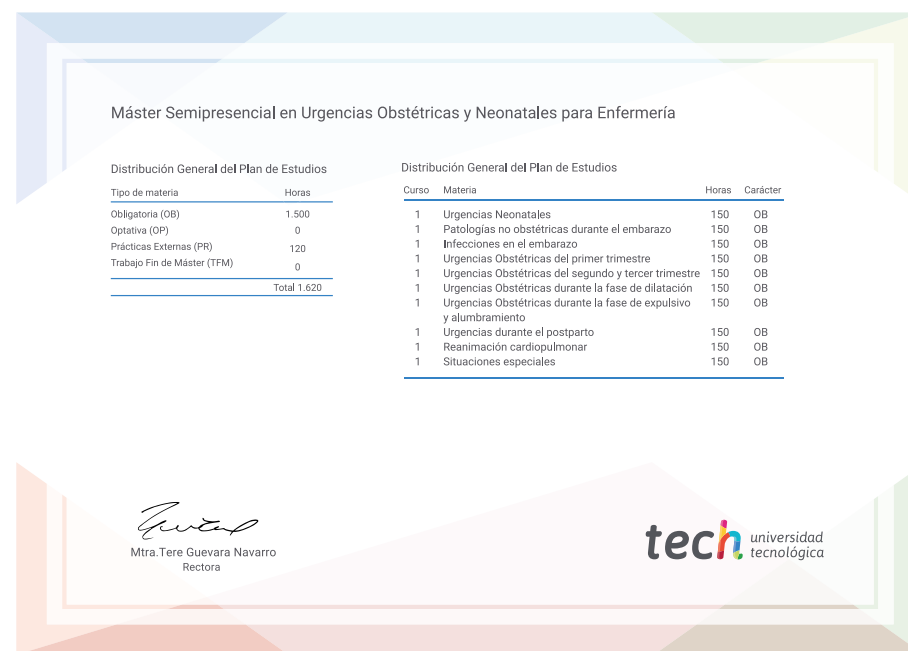 Máster Semipresencial en Urgencias Obstétricas y Neonatales para Enfermería
Distribución General del Plan de Estudios
Tipo de materia Horas
Obligatoria (OB) 1.500
Optativa (OP) 0
Prácticas Externas (PR) 120
Trabajo Fin de Máster (TFM) 0
Total 1.620
Distribución General del Plan de Estudios
Curso Materia Horas Carácter
1 Urgencias Neonatales 150 OB
1 Patologías no obstétricas durante el embarazo 150 OB
1 Infecciones en el embarazo 150 OB
1 Urgencias Obstétricas del primer trimestre 150 OB
1 Urgencias Obstétricas del segundo y tercer trimestre 150 OB
1 Urgencias Obstétricas durante la fase de dilatación 150 OB
1 Urgencias Obstétricas durante la fase de expulsivo 150 OB
y alumbramiento
1 Urgencias durante el postparto 150 OB
1 Reanimación cardiopulmonar 150 OB
1 Situaciones especiales 150 OB
Mtra.Tere Guevara Navarro
Rectora
tech universidad
tecnológica